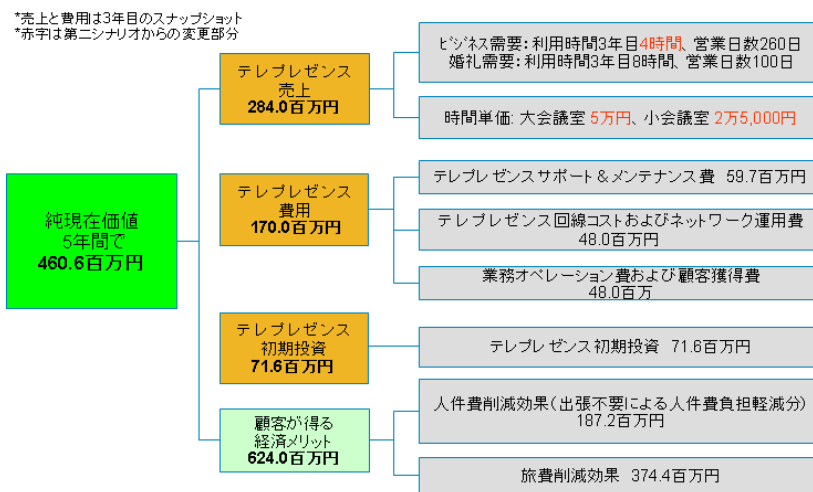 *売上と費用は3年目のスナップショット
*赤字は第二シナリオからの変更部分
純現在価値
5年間で
460.6百万円
テレプレゼンス
売上
284.0百万円
ビジネス需要：利用時間3年目4時間、営業日数260日
婚礼需要：利用時間3年目8時間、営業日数100日
時間単価: 大会議室 5万円、小会議室 2万5,000円
テレプレゼンス
費用
170.0百万円
テレプレゼンスサポート＆メンテナンス費 59.7百万円
テレプレゼンス回線コストおよびネットワーク運用費
48.0百万円
業務オペレーション費および顧客獲得費
48.0百万
テレプレゼンス
初期投資
71.6百万円
テレプレゼンス初期投資 71.6百万円
顧客が得る
経済メリット
624.0百万円
人件費削減効果（出張不要による人件費負担軽減分）
187.2百万円
旅費削減効果 374.4百万円